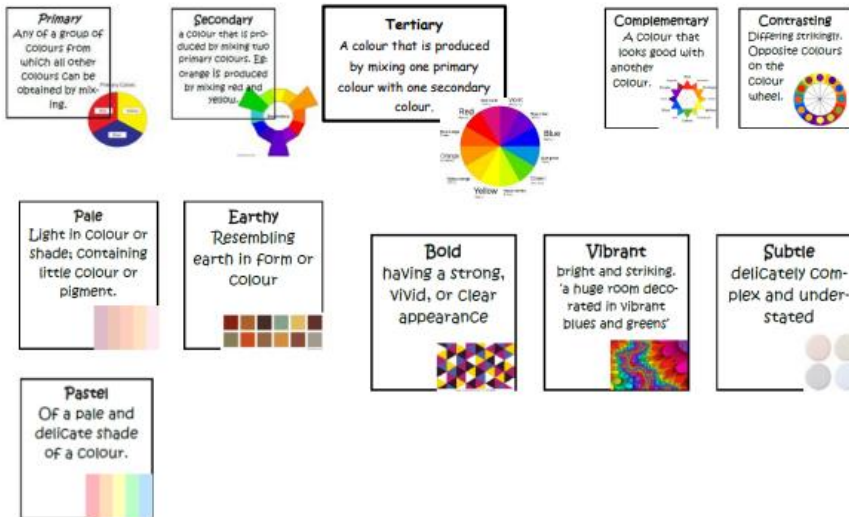 Primary
Any of a group of
colours from
which all other
colours can be
obtained by mix-
ing.
Secondary
a colour that is pro-
duced by mixing two
primary colours. Eg:
orange is produced
by mixing red and
yellow.
Tertiary
A colour that is produced
by mixing one primary
colour with one secondary
colour.
Red
Violet
Blue
Green
Yellow
Orange
Complementary
A colour that
looks good with
another
colour.
Contrasting
Differing strikingly.
Opposite colours
on the
colour
wheel.
Pale
Light in colour or
shade; containing
little colour or
pigment.
Earthy
Resembling
earth in form or
colour
Bold
having a strong,
vivid, or clear
appearance
Vibrant
bright and striking.
'a huge room deco-
rated in vibrant
blues and greens'
Subtle
delicately com-
plex and under-
stated
Pastel
Of a pale and
delicate shade
of a colour.